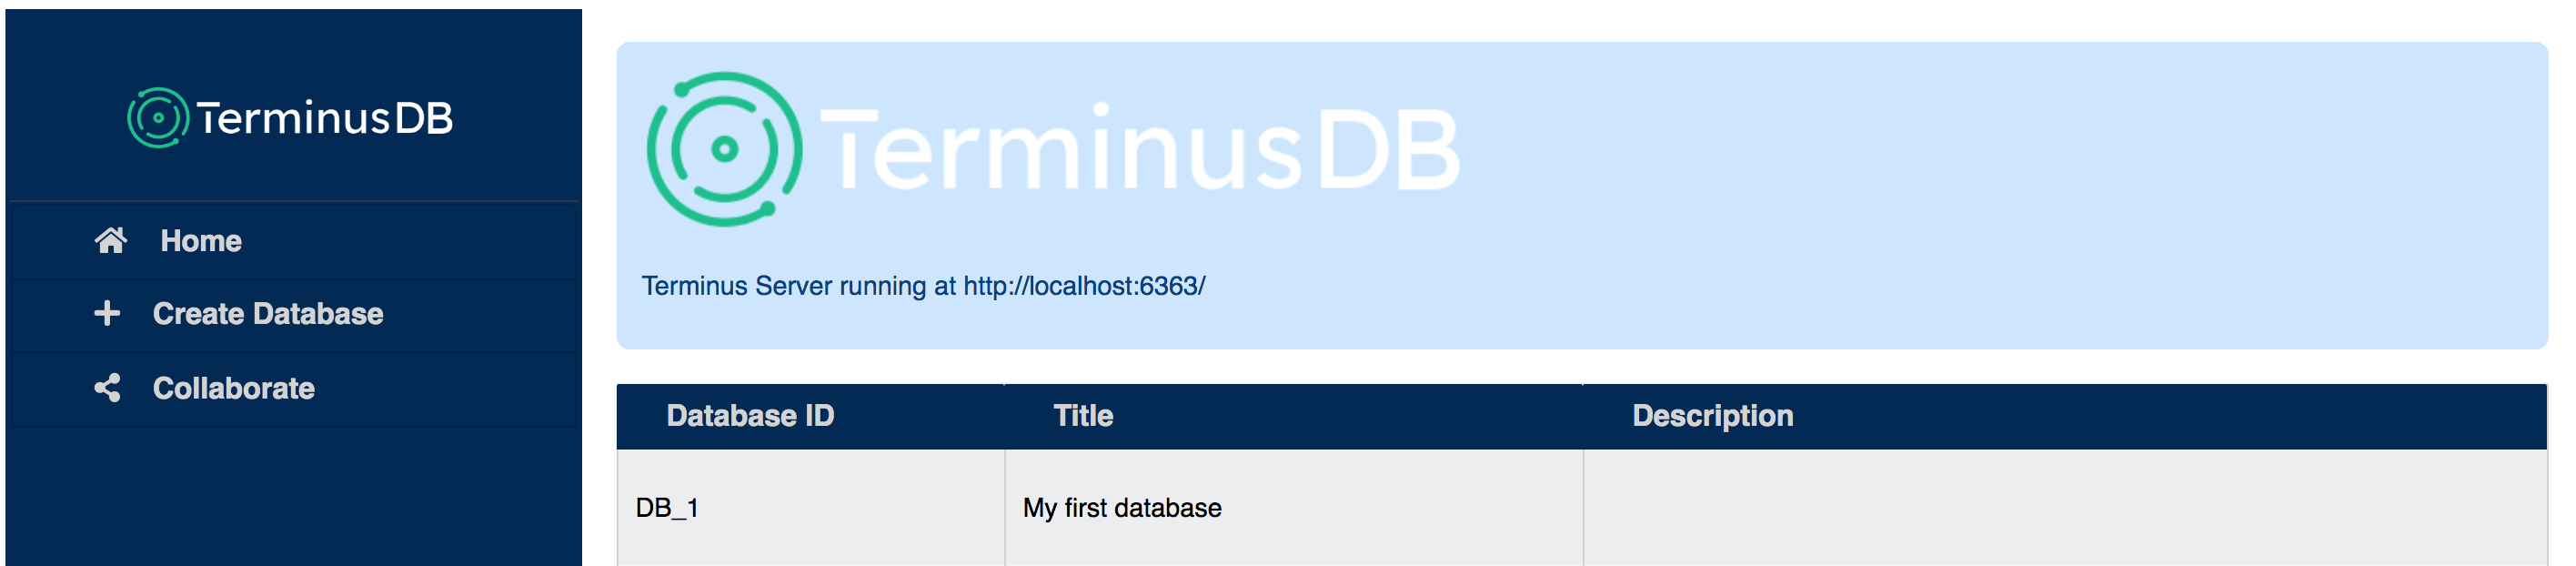 TerminusDB
Home
Create Database
Collaborate
TerminusDB
Terminus Server running at http://localhost:6363/
Database ID Title Description
DB_1 My first database